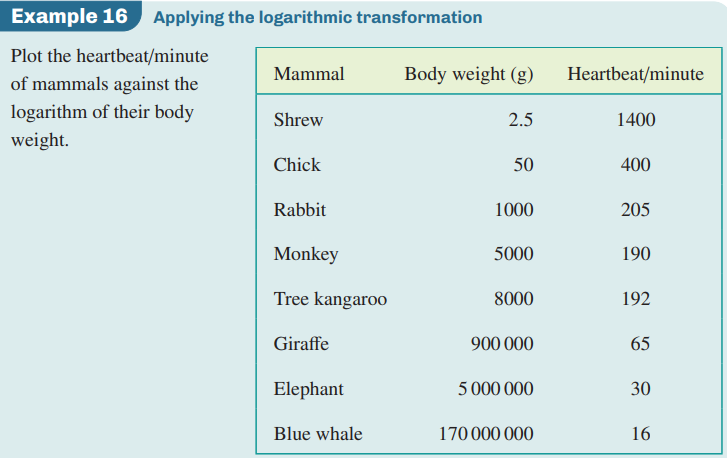 Example 16 Applying the logarithmic transformation
Plot the heartbeat/minute
of mammals against the
logarithm of their body
weight.
Mammal Body weight (g) Heartbeat/minute
Shrew 2.5 1400
Chick 50 400
Rabbit 1000 205
Monkey 5000 190
Tree kangaroo 8000 192
Giraffe 900 000 65
Elephant 5 000 000 30
Blue whale 170 000 000 16